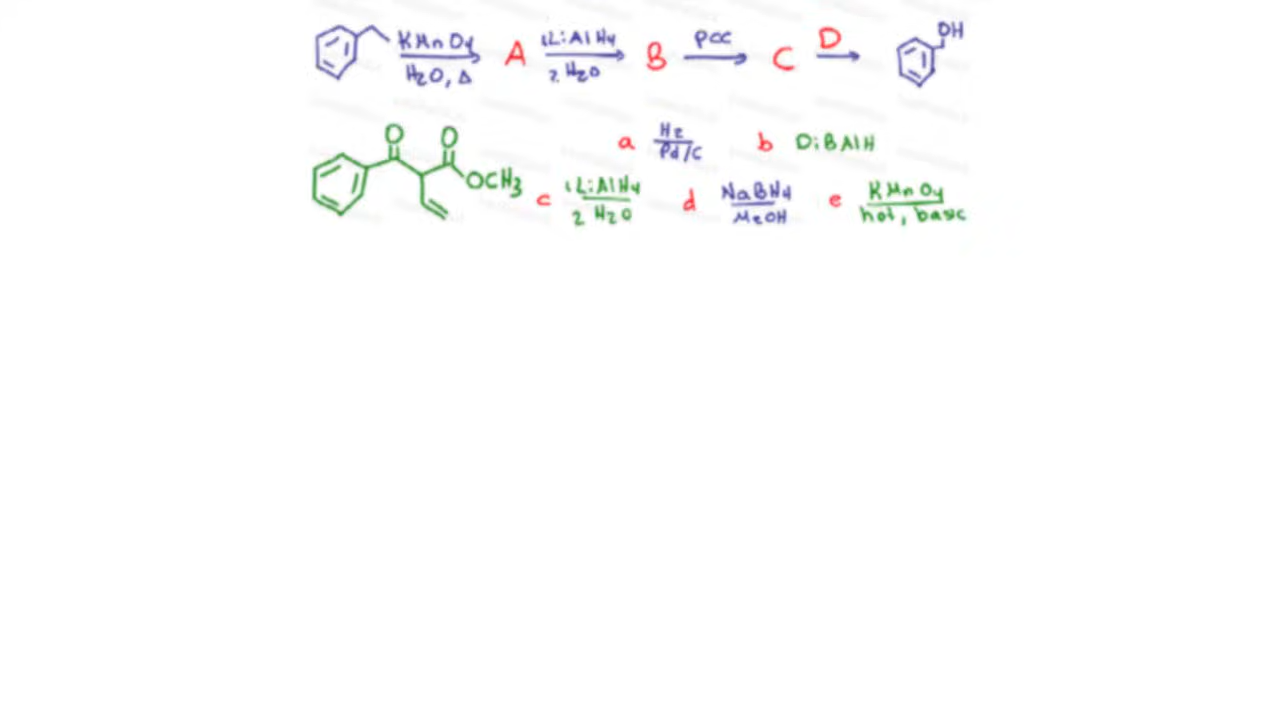 KMnO4 1 LiAlH4 PCC D OH
A B C
H2O, Δ 2 H2O
O O a H2 Pd/C b DiBAlH
OCH3 c 1 LiAlH4 2 H2O d NaBH4 MeOH e KMnO4 hot, basic